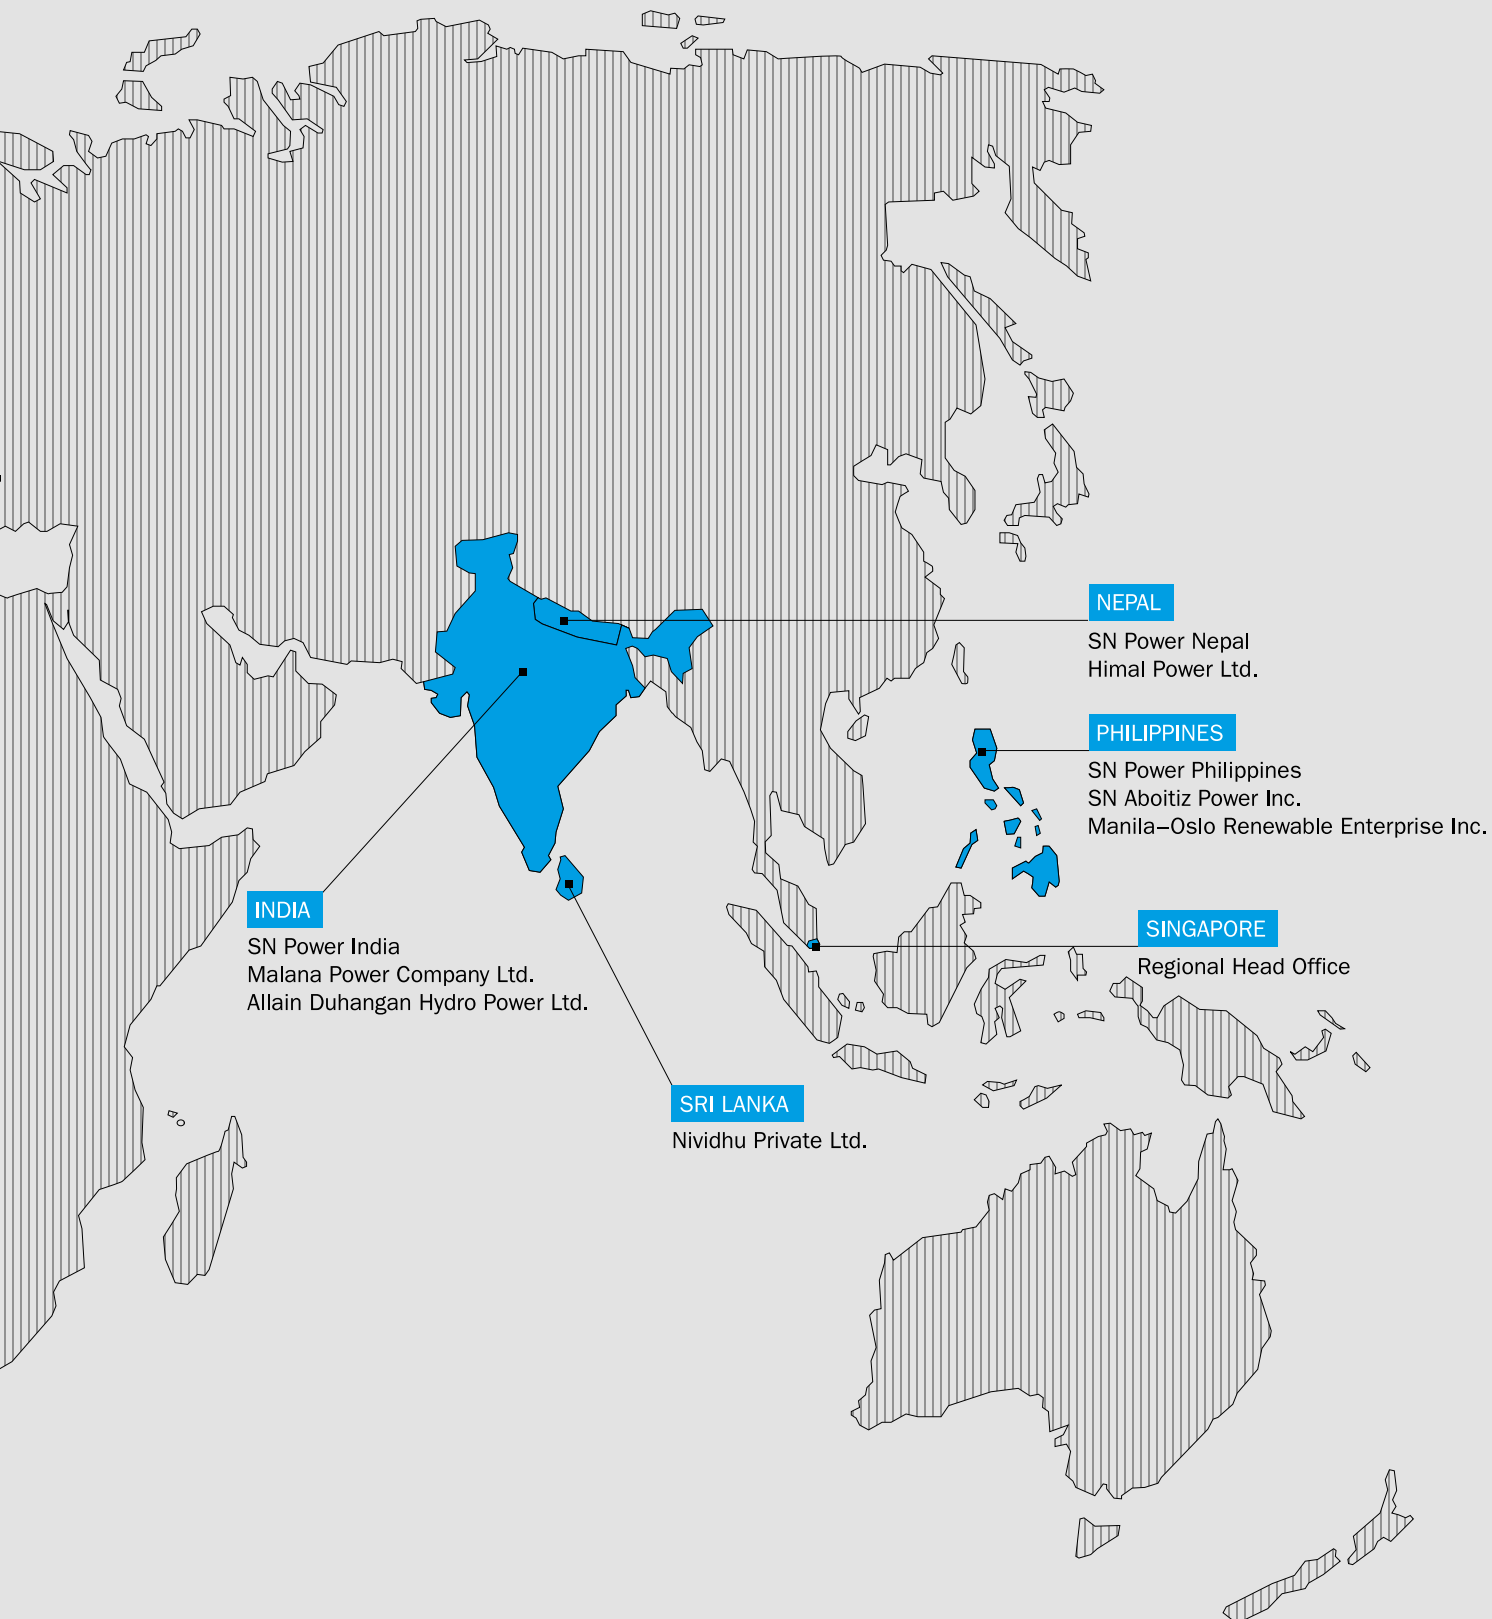 NEPAL
SN Power Nepal
Himal Power Ltd.
PHILIPPINES
SN Power Philippines
SN Aboitiz Power Inc.
Manila–Oslo Renewable Enterprise Inc.
INDIA
SN Power India
Malana Power Company Ltd.
Allain Duhangan Hydro Power Ltd.
SINGAPORE
Regional Head Office
SRI LANKA
Nividhu Private Ltd.